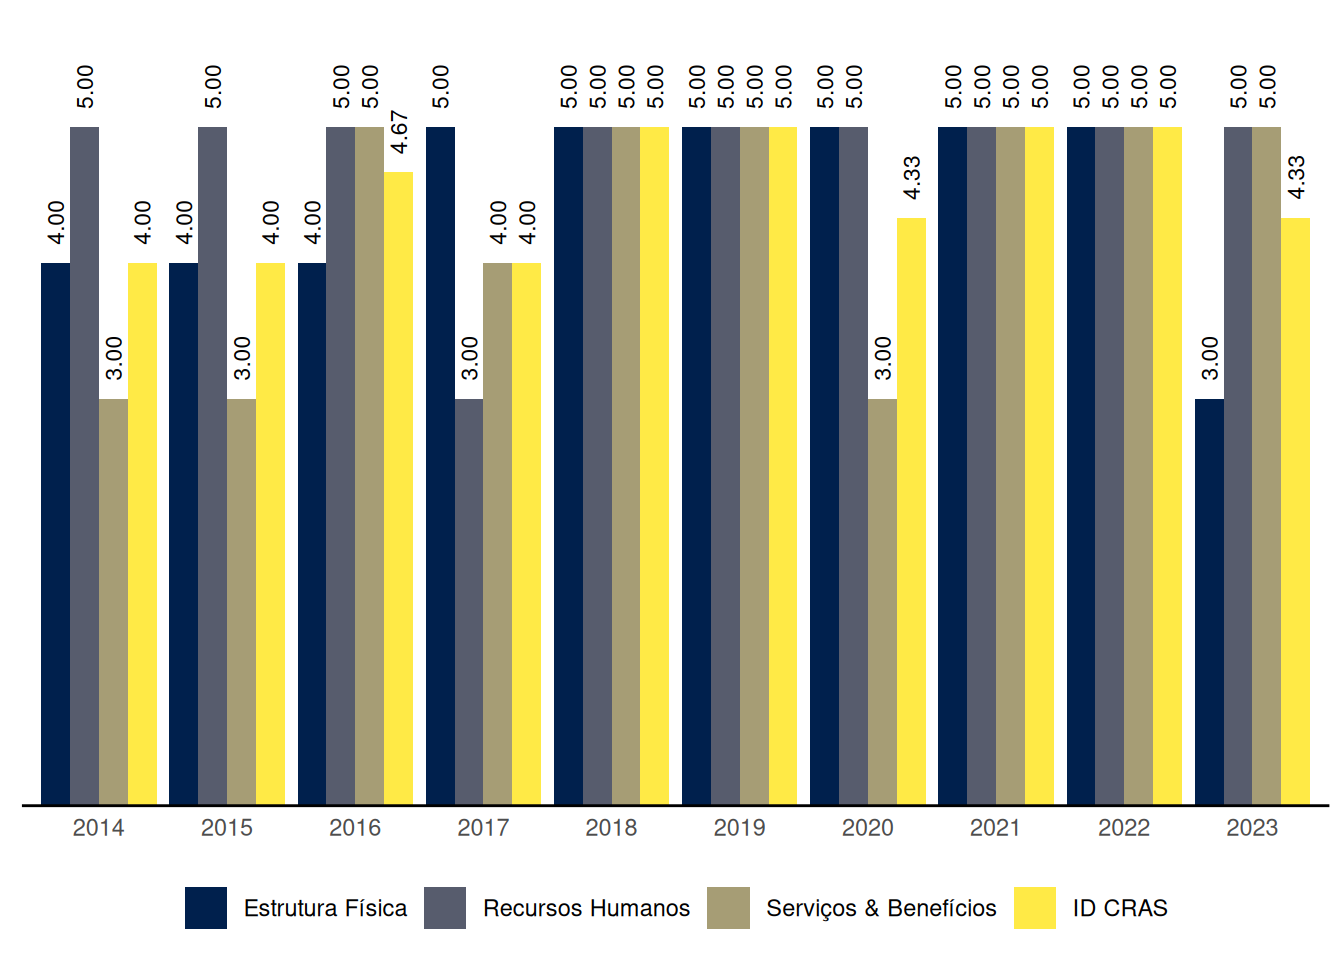 4.00 5.00 3.00 4.00 4.00 5.00 3.00 4.00 4.00 5.00 5.00 4.67 5.00 3.00 4.00 4.00 5.00 5.00 5.00 5.00 5.00 5.00 5.00 5.00 5.00 5.00 3.00 4.33 5.00 5.00 5.00 5.00 5.00 5.00 5.00 5.00 3.00 5.00 5.00 4.33
2014 2015 2016 2017 2018 2019 2020 2021 2022 2023
Estrutura Física Recursos Humanos Serviços & Benefícios ID CRAS